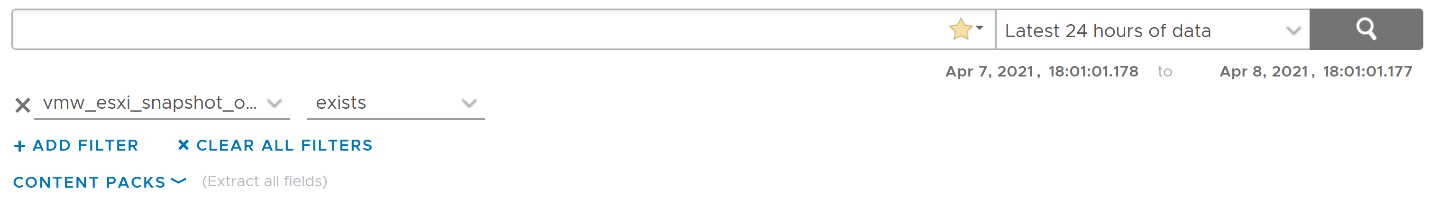 Latest 24 hours of data
Apr 7, 2021, 18:01:01.178 to Apr 8, 2021, 18:01:01.177
vmw_esxi_snapshot_o... exists
+ ADD FILTER × CLEAR ALL FILTERS
CONTENT PACKS (Extract all fields)